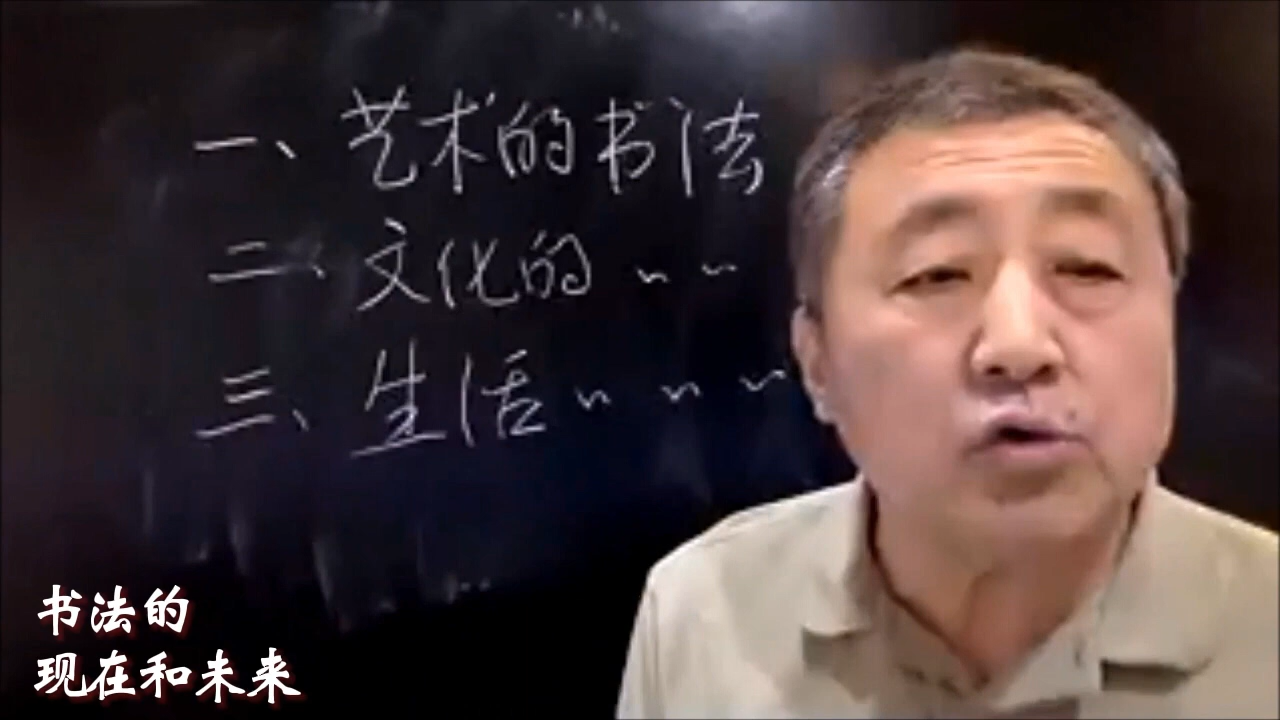 一、艺术的书法
二、文化的 〃 〃
三、生活 〃 〃 〃
书法的
现在和未来